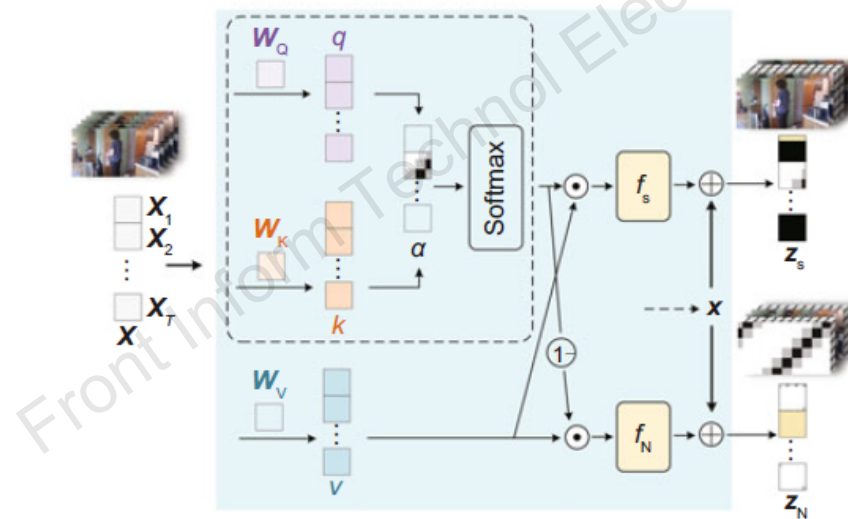 W_Q
q
X_1
X_2
X_T
X
W_K
k
α
Softmax
f_s
z_s
x
1-
W_V
v
f_N
z_N
Front Inform Technol Elec